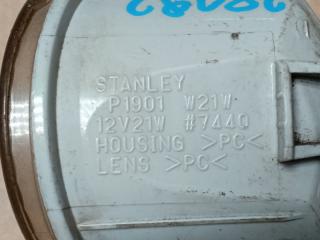 STANLEY
P1901 W21W
12V21W #7440
HOUSING >PC<
LENS >PC<